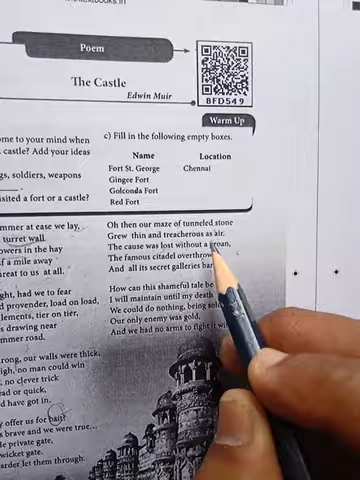 Poem
The Castle
Edwin Muir
8FD549
Warm Up
ome to your mind when
castle? Add your ideas
gs, soldiers, weapons
isited a fort or a castle?
c) Fill in the following empty boxes.
Name Location
Fort St. George Chennai
Gingee Fort
Golconda Fort
Red Fort
mmer at ease we lay,
turret wall
owers in the hay
f a mile away
reat to us at all.
ght, had we to fear
d provender, load on load,
lements, tier on tier,
s drawing near
mmer road.
rong, our walls were thick,
igh, no man could win
no clever trick
ead or quick,
d have got in.
y offer us for bait?
s brave and we were true...
le private gate,
wicket gate.
arder let them through.
Oh then our maze of tunneled stone
Grew thin and treacherous as air.
The cause was lost without a groan,
The famous citadel overthrow
And all its secret galleries bar
How can this shameful tale be
I will maintain until my death
We could do nothing, being sold:
Our only enemy was gold,
And we had no arms to fight it wi